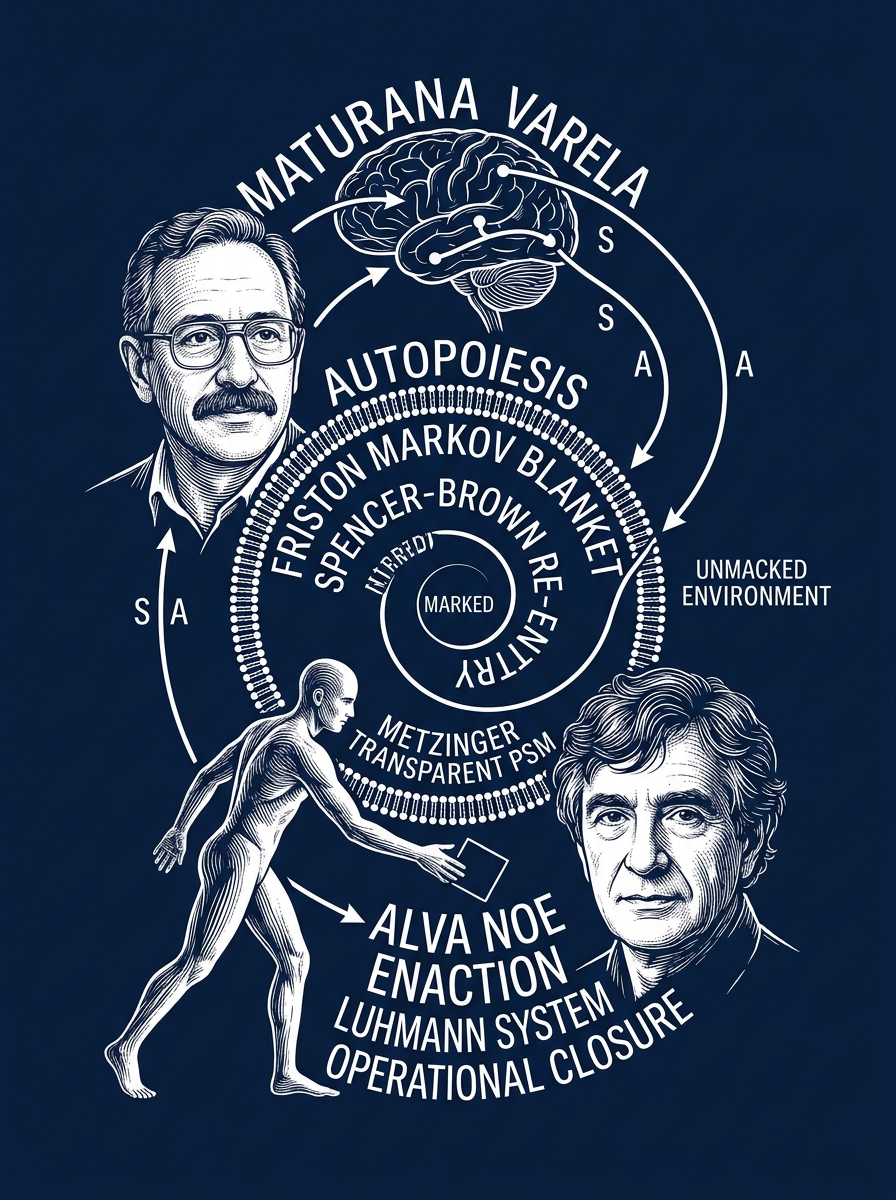 MATURANA VARELA
S
S
A
A
AUTOPOIESIS
FRISTON MARKOV BLANKET
SPENCER-BROWN RE-ENTRY
MARKED
UNMACKED
ENVIRONMENT
S A
METZINGER
TRANSPARENT PSM
ALVA NOE
ENACTION
LUHMANN SYSTEM
OPERATIONAL CLOSURE